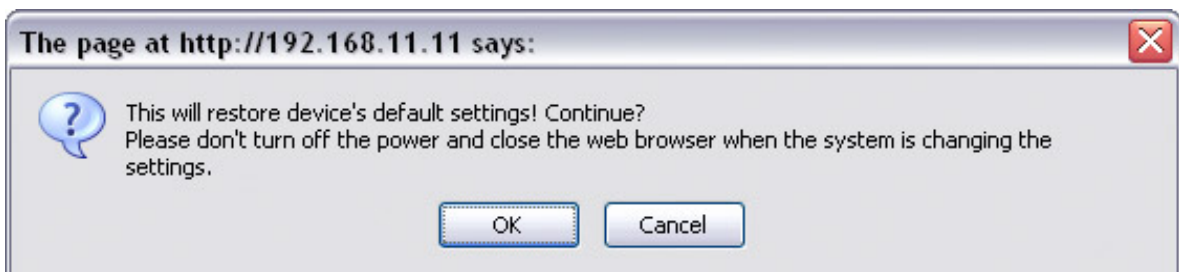 The page at http://192.168.11.11 says:
This will restore device's default settings! Continue?
Please don't turn off the power and close the web browser when the system is changing the
settings.
OK Cancel